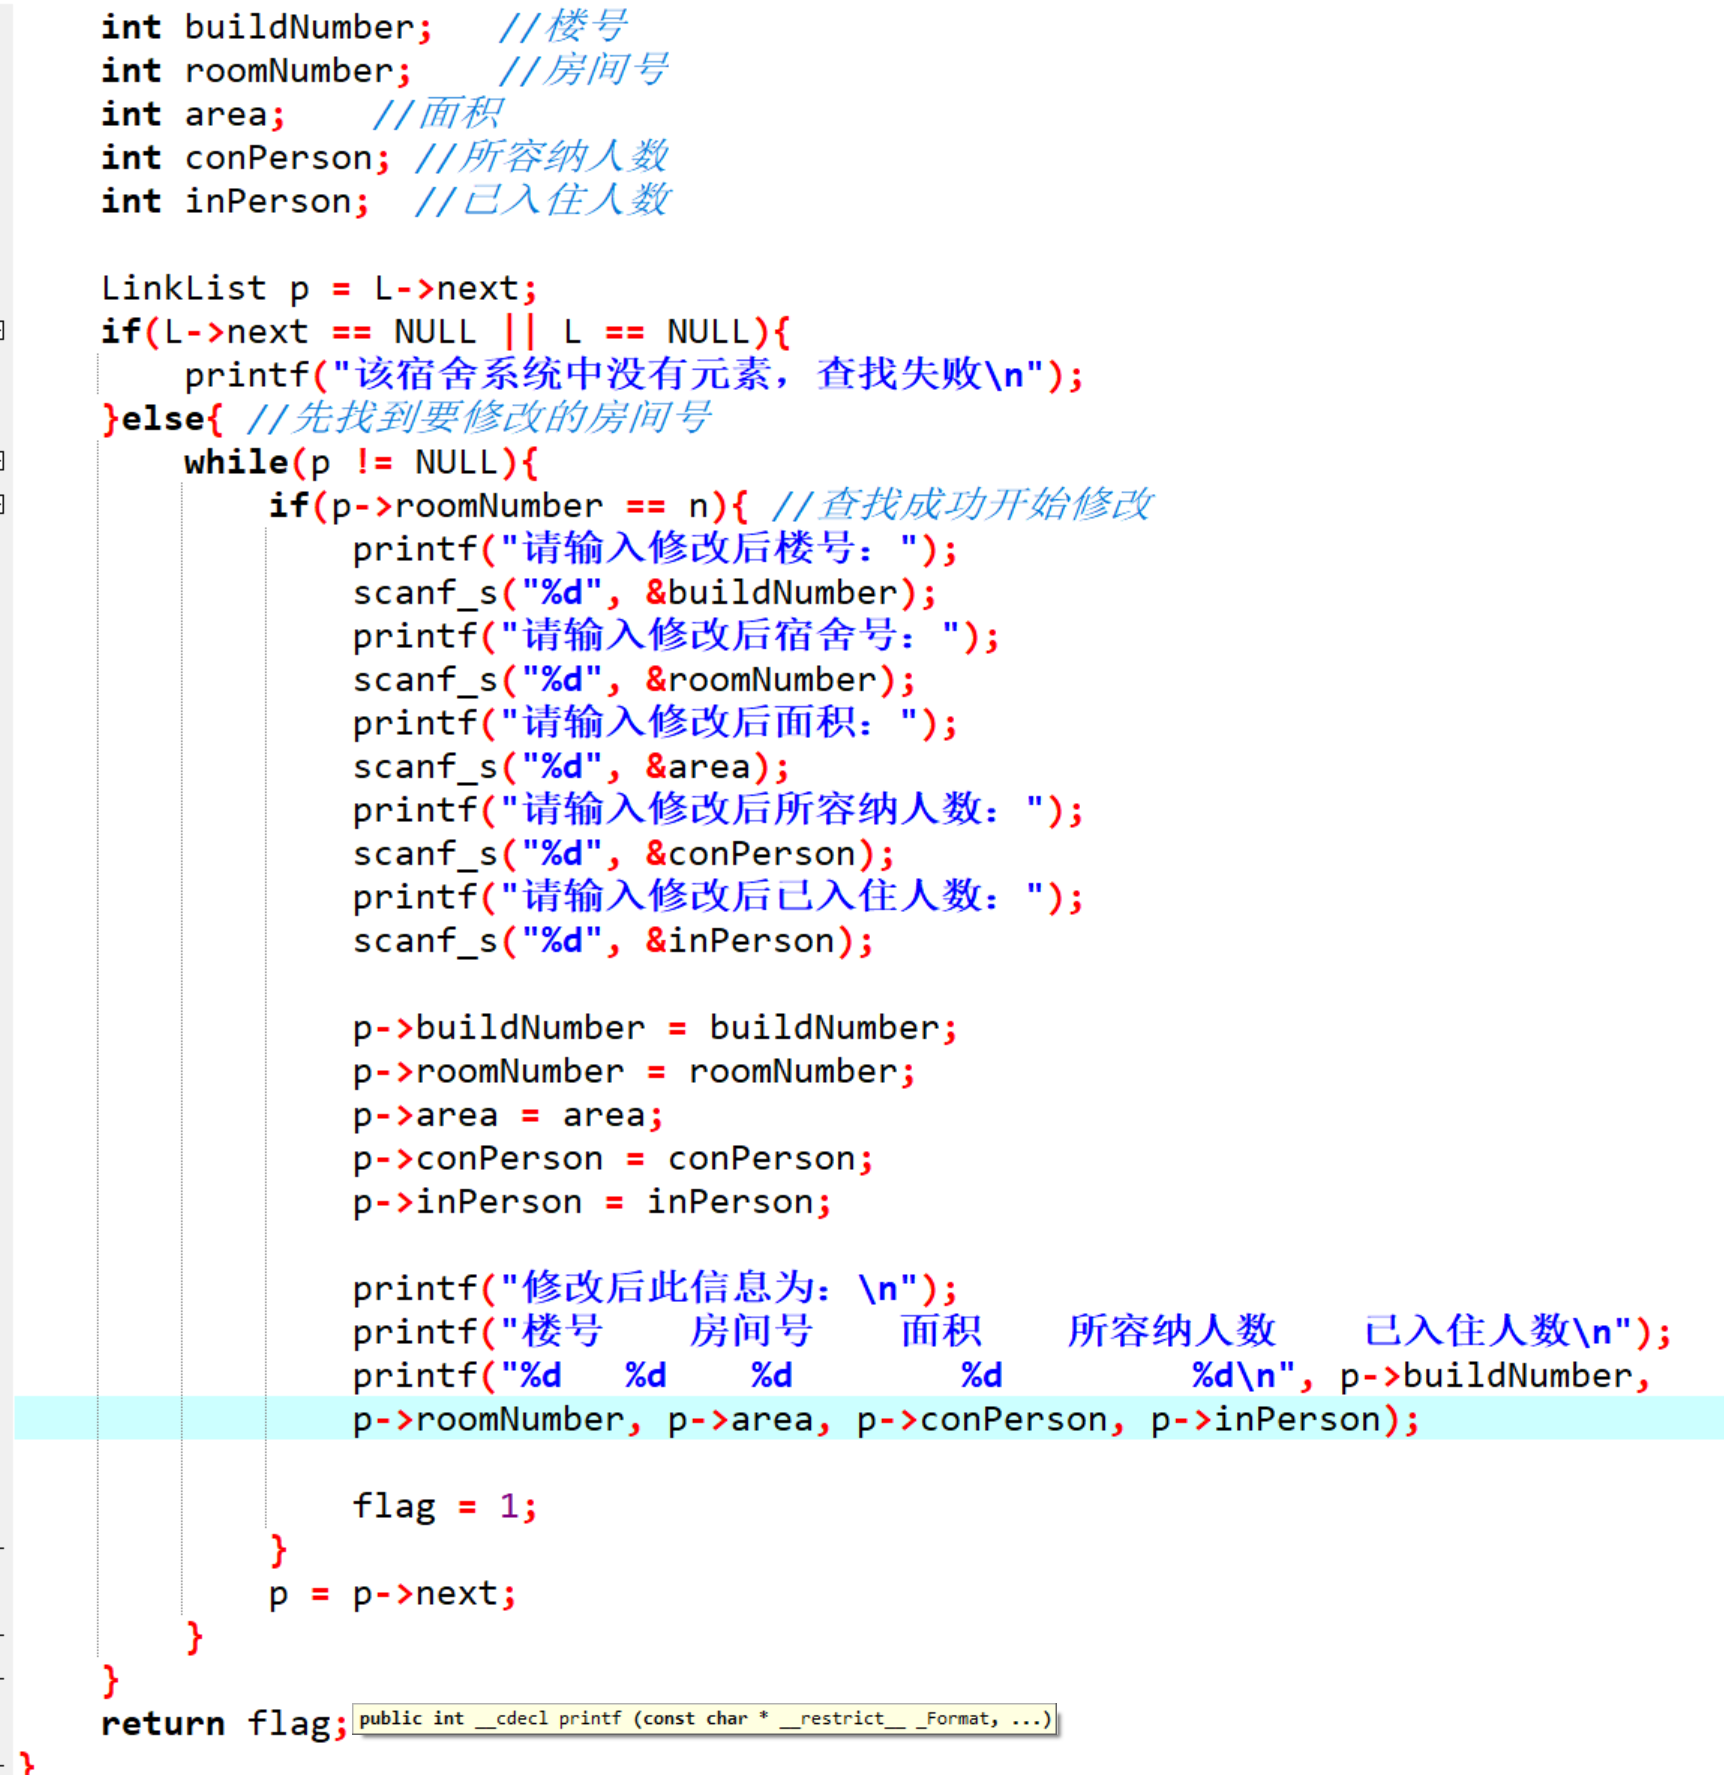 int buildNumber;   //楼号
int roomNumber;    //房间号
int area;    //面积
int conPerson; //所容纳人数
int inPerson;  //已入住人数
LinkList p = L->next;
if(L->next == NULL || L == NULL){
    printf("该宿舍系统中没有元素，查找失败\n");
}else{ //先找到要修改的房间号
    while(p != NULL){
        if(p->roomNumber == n){ //查找成功开始修改
            printf("请输入修改后楼号：");
            scanf_s("%d", &buildNumber);
            printf("请输入修改后宿舍号：");
            scanf_s("%d", &roomNumber);
            printf("请输入修改后面积：");
            scanf_s("%d", &area);
            printf("请输入修改后所容纳人数：");
            scanf_s("%d", &conPerson);
            printf("请输入修改后已入住人数：");
            scanf_s("%d", &inPerson);
            p->buildNumber = buildNumber;
            p->roomNumber = roomNumber;
            p->area = area;
            p->conPerson = conPerson;
            p->inPerson = inPerson;
            printf("修改后此信息为：\n");
            printf("楼号    房间号    面积    所容纳人数    已入住人数\n");
            printf("%d   %d    %d        %d         %d\n", p->buildNumber,
            p->roomNumber, p->area, p->conPerson, p->inPerson);
            flag = 1;
        }
        p = p->next;
    }
}
return flag; public int __cdecl printf (const char * __restrict__ _Format, ...)
}